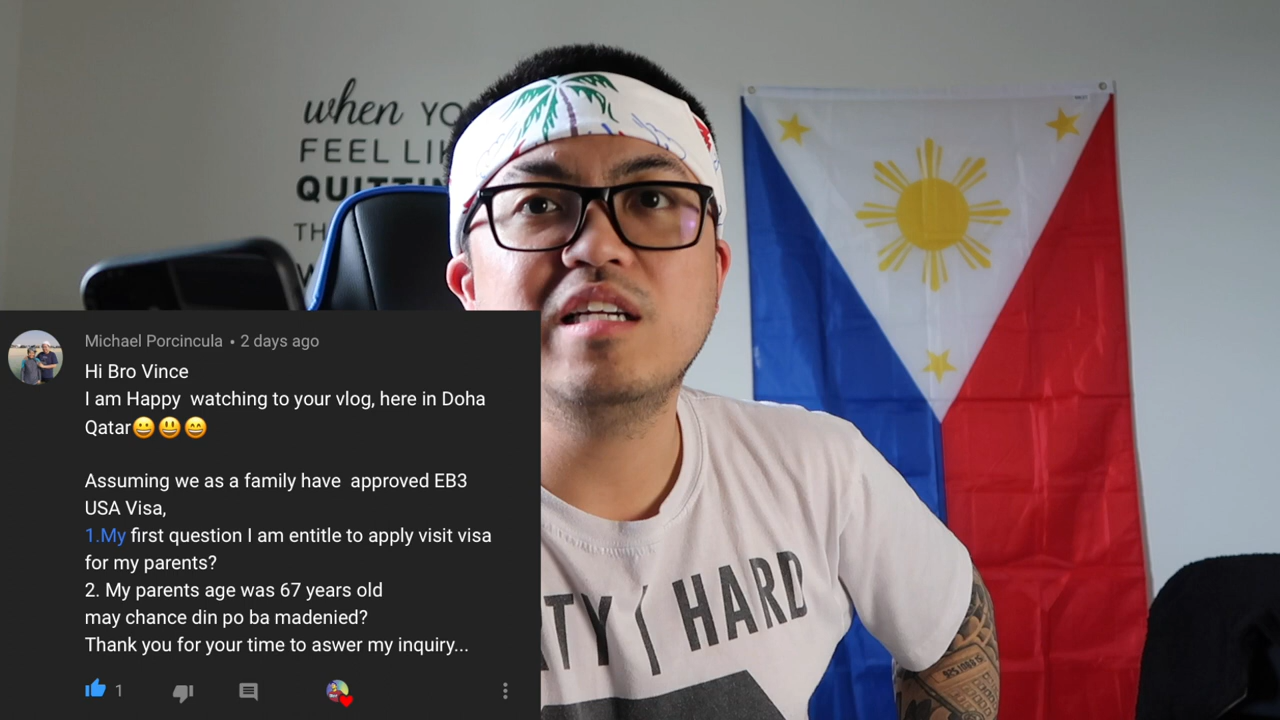 when YO
FEEL LIK
QUITTIN
TH
W
HARD
Michael Porcincula • 2 days ago
Hi Bro Vince
I am Happy watching to your vlog, here in Doha
Qatar😀😃😄
Assuming we as a family have approved EB3
USA Visa,
1.My first question I am entitle to apply visit visa
for my parents?
2. My parents age was 67 years old
may chance din po ba madenied?
Thank you for your time to aswer my inquiry...
1